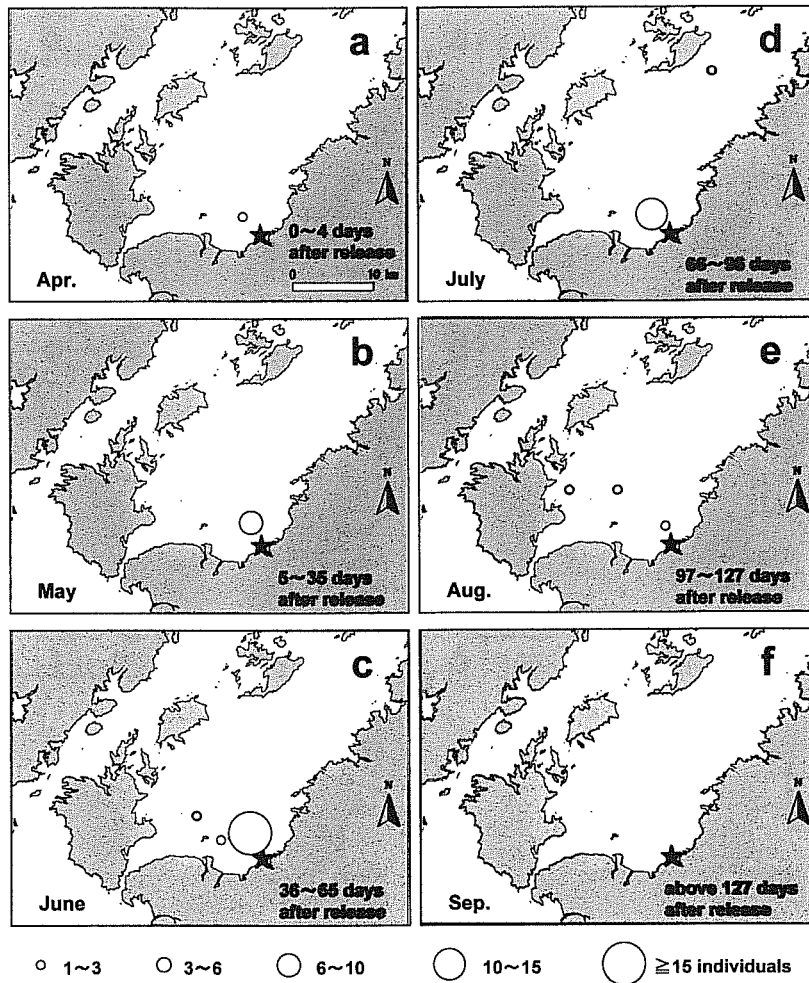 a
N
0～4 days
after release
0 10 km
Apr.
b
N
5～35 days
after release
May
c
N
36～65 days
after release
June
d
N
66～96 days
after release
July
e
N
97～127 days
after release
Aug.
f
N
above 127 days
after release
Sep.
1～3 3～6 6～10 10～15 ≧15 individuals